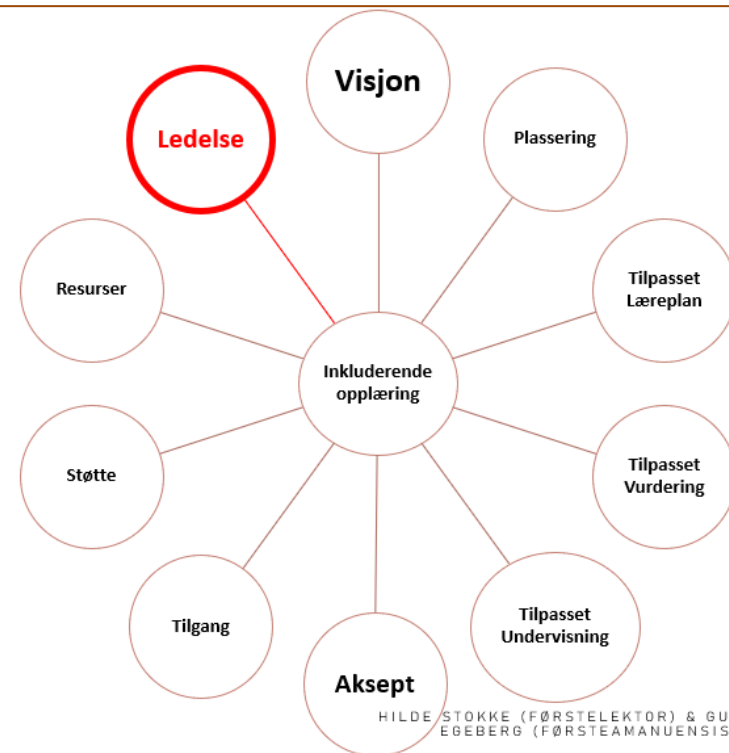 Visjon
Plassering
Tilpasset
Læreplan
Tilpasset
Vurdering
Tilpasset
Undervisning
Aksept
Tilgang
Støtte
Resurser
Ledelse
Inkluderende
opplæring
HILDE STOKKE (FØRSTELEKTOR) & GU
EGEBERG (FØRSTEAMANUENSIS